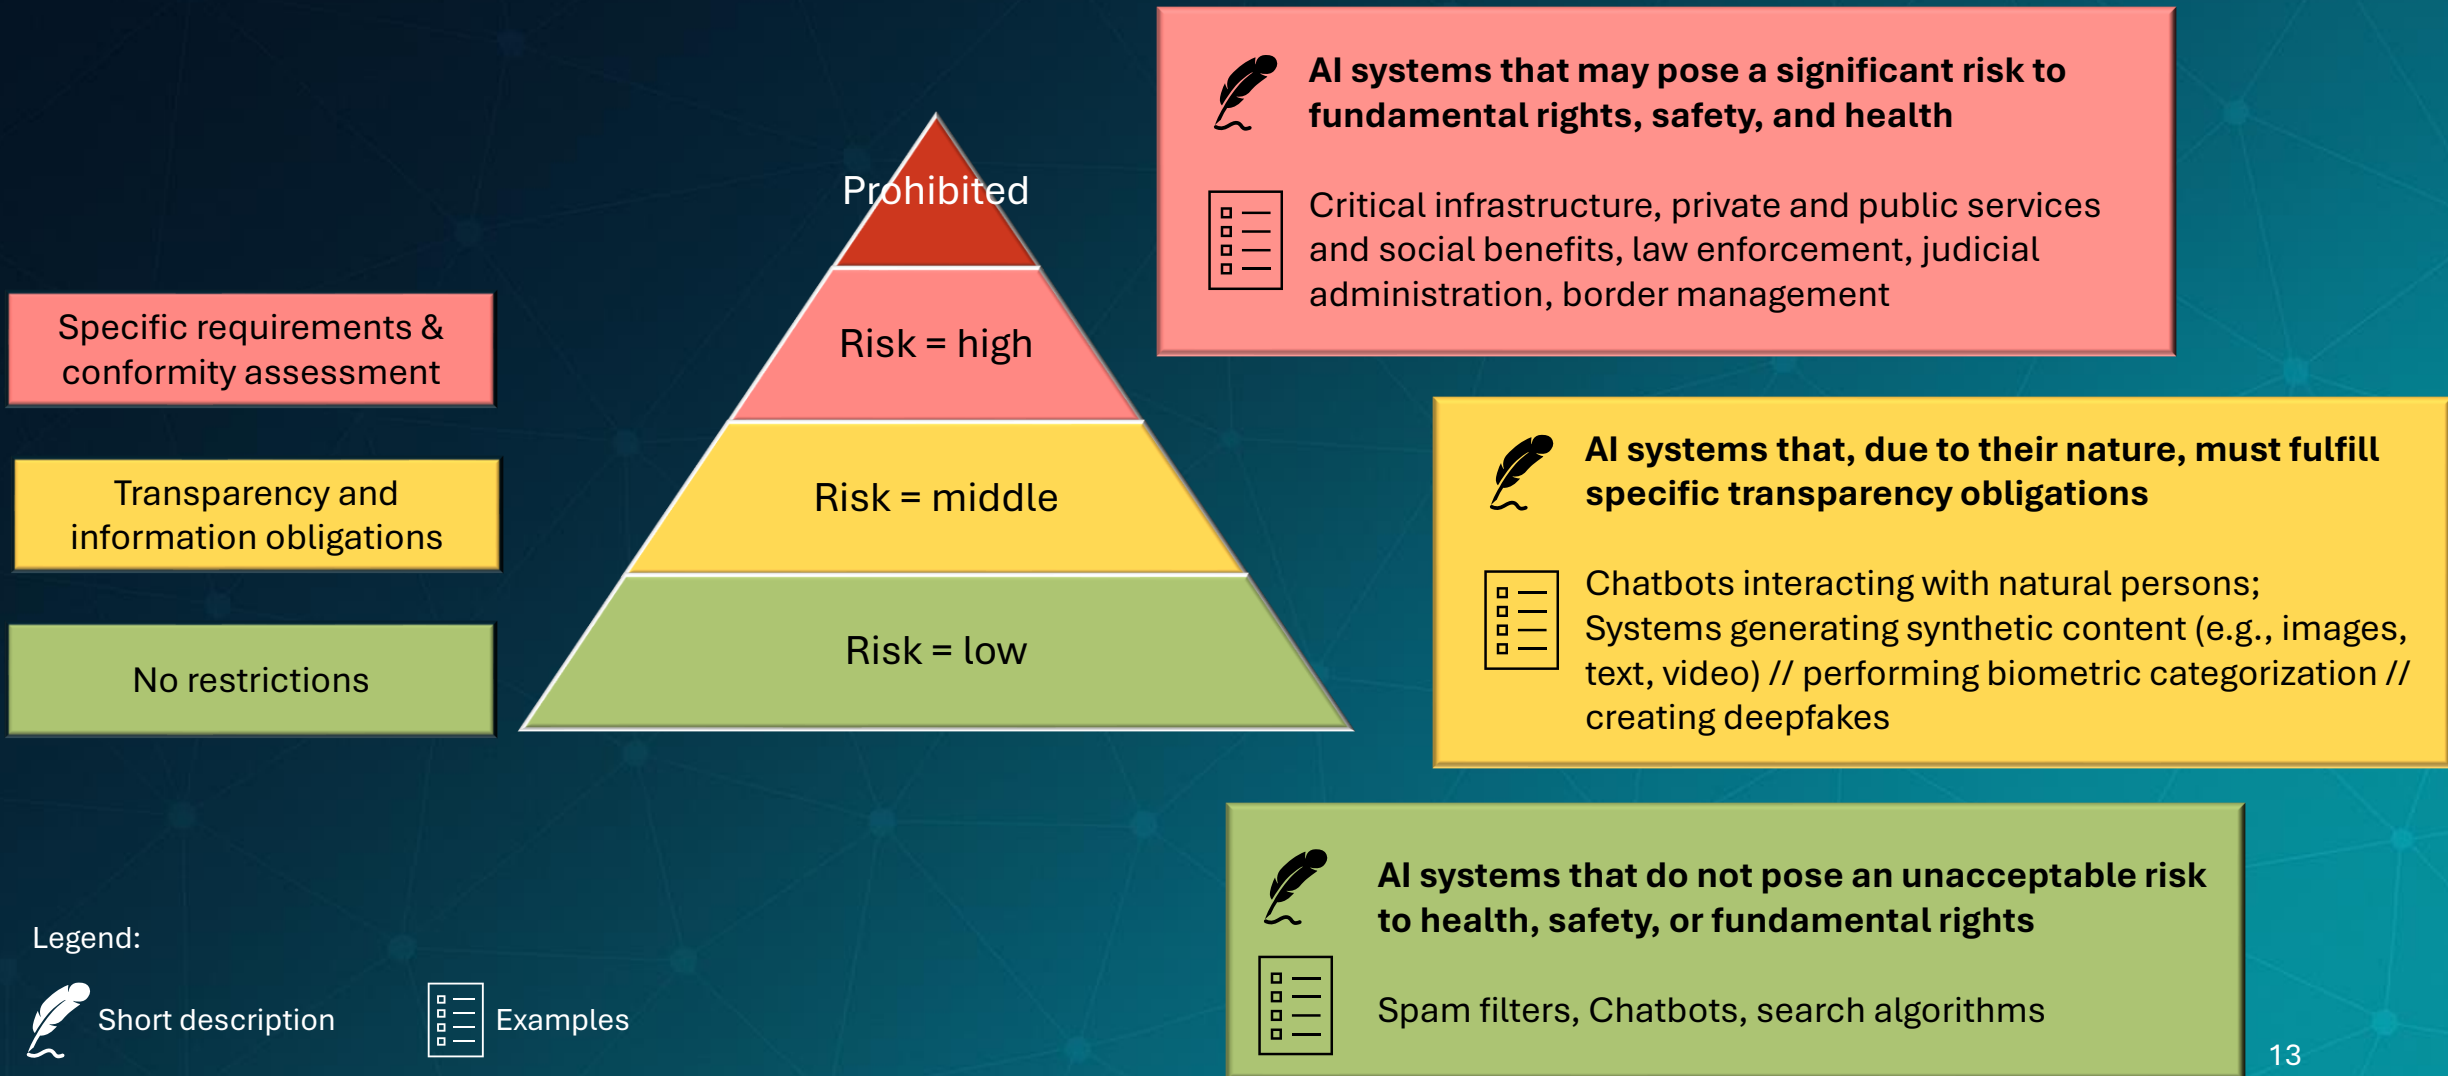 AI systems that may pose a significant risk to
fundamental rights, safety, and health
Critical infrastructure, private and public services
and social benefits, law enforcement, judicial
administration, border management
Prohibited
Risk = high
Risk = middle
Risk = low
Specific requirements &
conformity assessment
Transparency and
information obligations
No restrictions
AI systems that, due to their nature, must fulfill
specific transparency obligations
Chatbots interacting with natural persons;
Systems generating synthetic content (e.g., images,
text, video) // performing biometric categorization //
creating deepfakes
AI systems that do not pose an unacceptable risk
to health, safety, or fundamental rights
Spam filters, Chatbots, search algorithms
Legend:
Short description
Examples
13